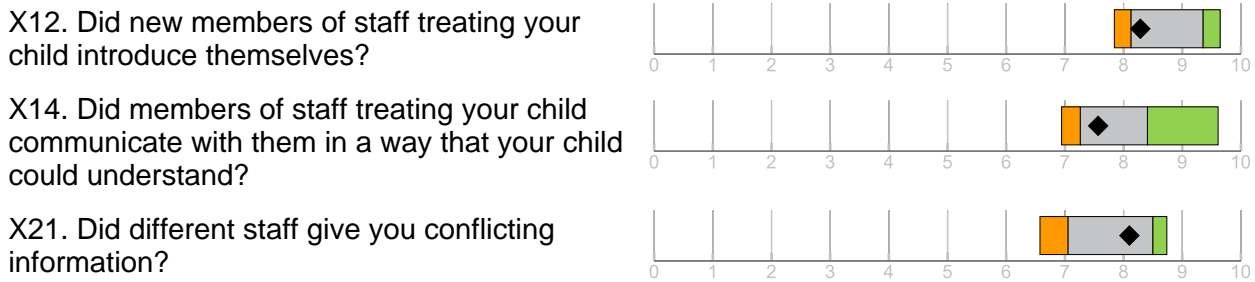 X12. Did new members of staff treating your
child introduce themselves?
0 1 2 3 4 5 6 7 8 9 10
X14. Did members of staff treating your child
communicate with them in a way that your child
could understand?
0 1 2 3 4 5 6 7 8 9 10
X21. Did different staff give you conflicting
information?
0 1 2 3 4 5 6 7 8 9 10